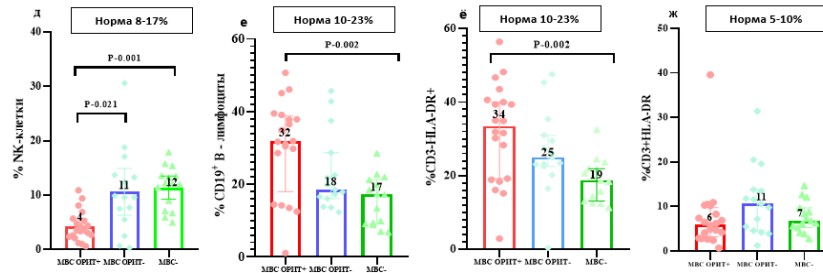 д
Норма 8-17%
% NK-клетки
40
30
20
10
0
P-0.001
P-0.021
4
11
12
МВС ОРИТ+
МВС ОРИТ-
МВС-
е
Норма 10-23%
% CD19+ В - лимфоциты
60
40
20
0
P-0.002
32
18
17
МВС ОРИТ+
МВС ОРИТ-
МВС-
ё
Норма 10-23%
%CD3-HLA-DR+
60
40
20
0
P-0.002
34
25
19
МВС ОРИТ+
МВС ОРИТ-
МВС-
ж
Норма 5-10%
%CD3+HLA-DR
50
40
30
20
10
0
6
11
7
МВС ОРИТ+
МВС ОРИТ-
МВС-